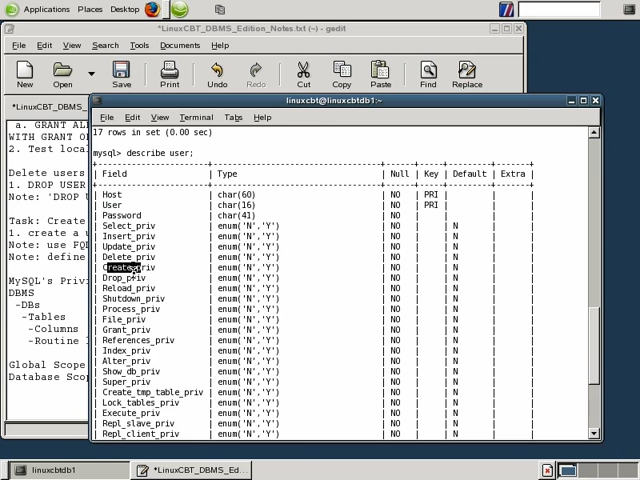 Applications Places Desktop
*LinuxCBT_DBMS_Edition_Notes.txt (~) - gedit
File Edit View Search Tools Documents Help
New Open Save Print Undo Redo Cut Copy Paste Find Replace
*LinuxCBT_DBMS_
a. GRANT AL
WITH GRANT O
2. Test loca
Delete users
1. DROP USER
Note: 'DROP U
Task: Create
1. create a u
Note: use FQD
Note: define
MySQL's Priv
DBMS
-DBs
-Tables
-Columns
-Routine
Global Scope
Database Scop
linuxcbt@linuxcbtdb1:~
File Edit View Terminal Tabs Help
17 rows in set (0.00 sec)
mysql> describe user;
+-----------------------+---------------+------+-----+---------+-------+
| Field | Type | Null | Key | Default | Extra |
+-----------------------+---------------+------+-----+---------+-------+
| Host | char(60) | NO | PRI | | |
| User | char(16) | NO | PRI | | |
| Password | char(41) | NO | | | |
| Select_priv | enum('N','Y') | NO | | N | |
| Insert_priv | enum('N','Y') | NO | | N | |
| Update_priv | enum('N','Y') | NO | | N | |
| Delete_priv | enum('N','Y') | NO | | N | |
| Create_priv | enum('N','Y') | NO | | N | |
| Drop_priv | enum('N','Y') | NO | | N | |
| Reload_priv | enum('N','Y') | NO | | N | |
| Shutdown_priv | enum('N','Y') | NO | | N | |
| Process_priv | enum('N','Y') | NO | | N | |
| File_priv | enum('N','Y') | NO | | N | |
| Grant_priv | enum('N','Y') | NO | | N | |
| References_priv | enum('N','Y') | NO | | N | |
| Index_priv | enum('N','Y') | NO | | N | |
| Alter_priv | enum('N','Y') | NO | | N | |
| Show_db_priv | enum('N','Y') | NO | | N | |
| Super_priv | enum('N','Y') | NO | | N | |
| Create_tmp_table_priv | enum('N','Y') | NO | | N | |
| Lock_tables_priv | enum('N','Y') | NO | | N | |
| Execute_priv | enum('N','Y') | NO | | N | |
| Repl_slave_priv | enum('N','Y') | NO | | N | |
| Repl_client_priv | enum('N','Y') | NO | | N | |
linuxcbtdb1
*LinuxCBT_DBMS_Ed...